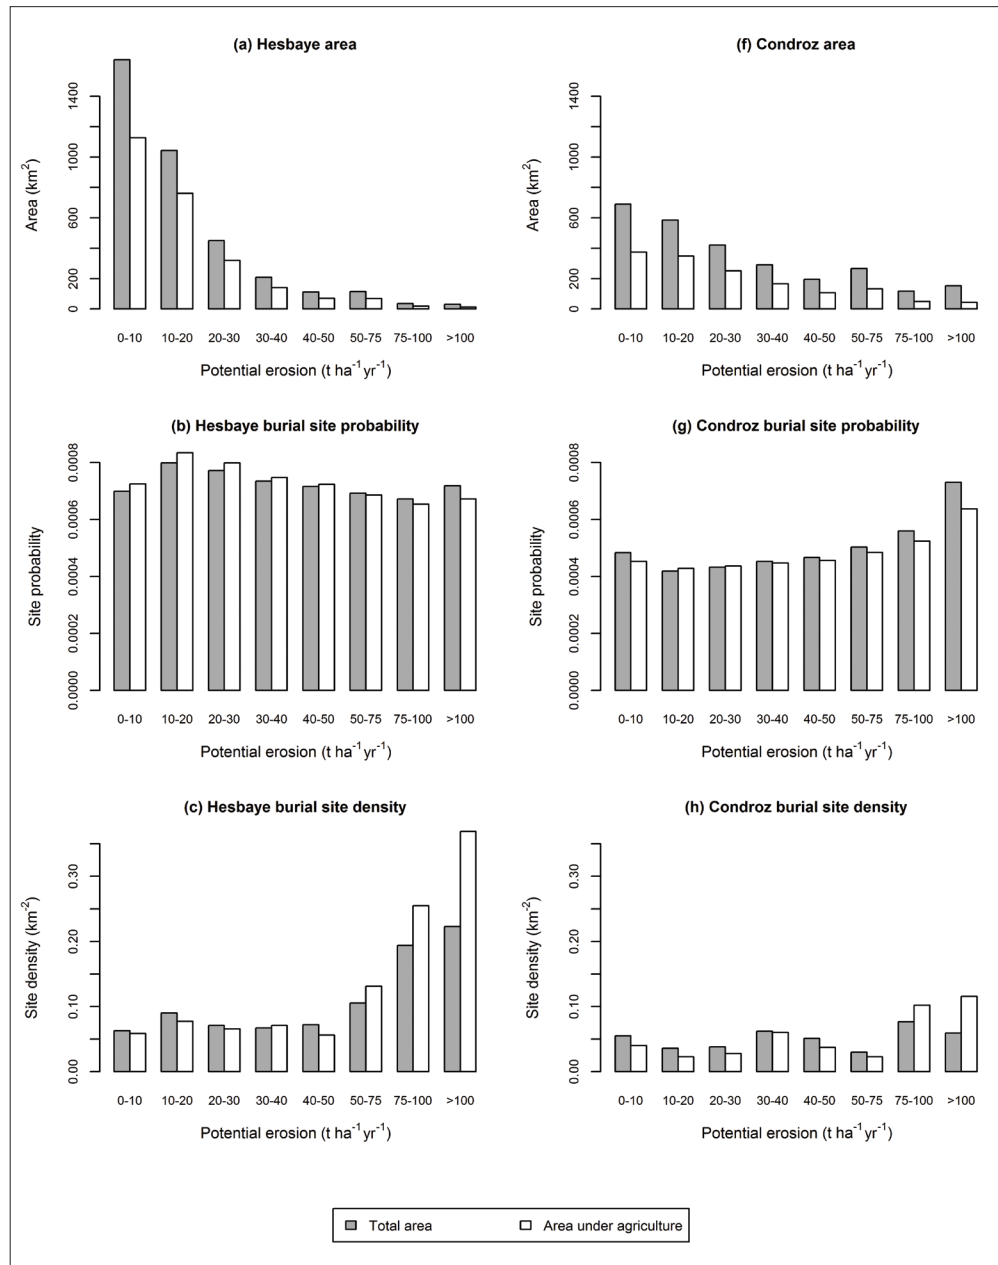 (a) Hesbaye area
Area (km²)
0 200 600 1000 1400
0-10 10-20 20-30 30-40 40-50 50-75 75-100 >100
Potential erosion (t ha⁻¹yr⁻¹)
(f) Condroz area
Area (km²)
0 200 600 1000 1400
0-10 10-20 20-30 30-40 40-50 50-75 75-100 >100
Potential erosion (t ha⁻¹yr⁻¹)
(b) Hesbaye burial site probability
Site probability
0.0000 0.0002 0.0004 0.0006 0.0008
0-10 10-20 20-30 30-40 40-50 50-75 75-100 >100
Potential erosion (t ha⁻¹yr⁻¹)
(g) Condroz burial site probability
Site probability
0.0000 0.0002 0.0004 0.0006 0.0008
0-10 10-20 20-30 30-40 40-50 50-75 75-100 >100
Potential erosion (t ha⁻¹yr⁻¹)
(c) Hesbaye burial site density
Site density (km⁻²)
0.00 0.10 0.20 0.30
0-10 10-20 20-30 30-40 40-50 50-75 75-100 >100
Potential erosion (t ha⁻¹yr⁻¹)
(h) Condroz burial site density
Site density (km⁻²)
0.00 0.10 0.20 0.30
0-10 10-20 20-30 30-40 40-50 50-75 75-100 >100
Potential erosion (t ha⁻¹yr⁻¹)
Total area
Area under agriculture